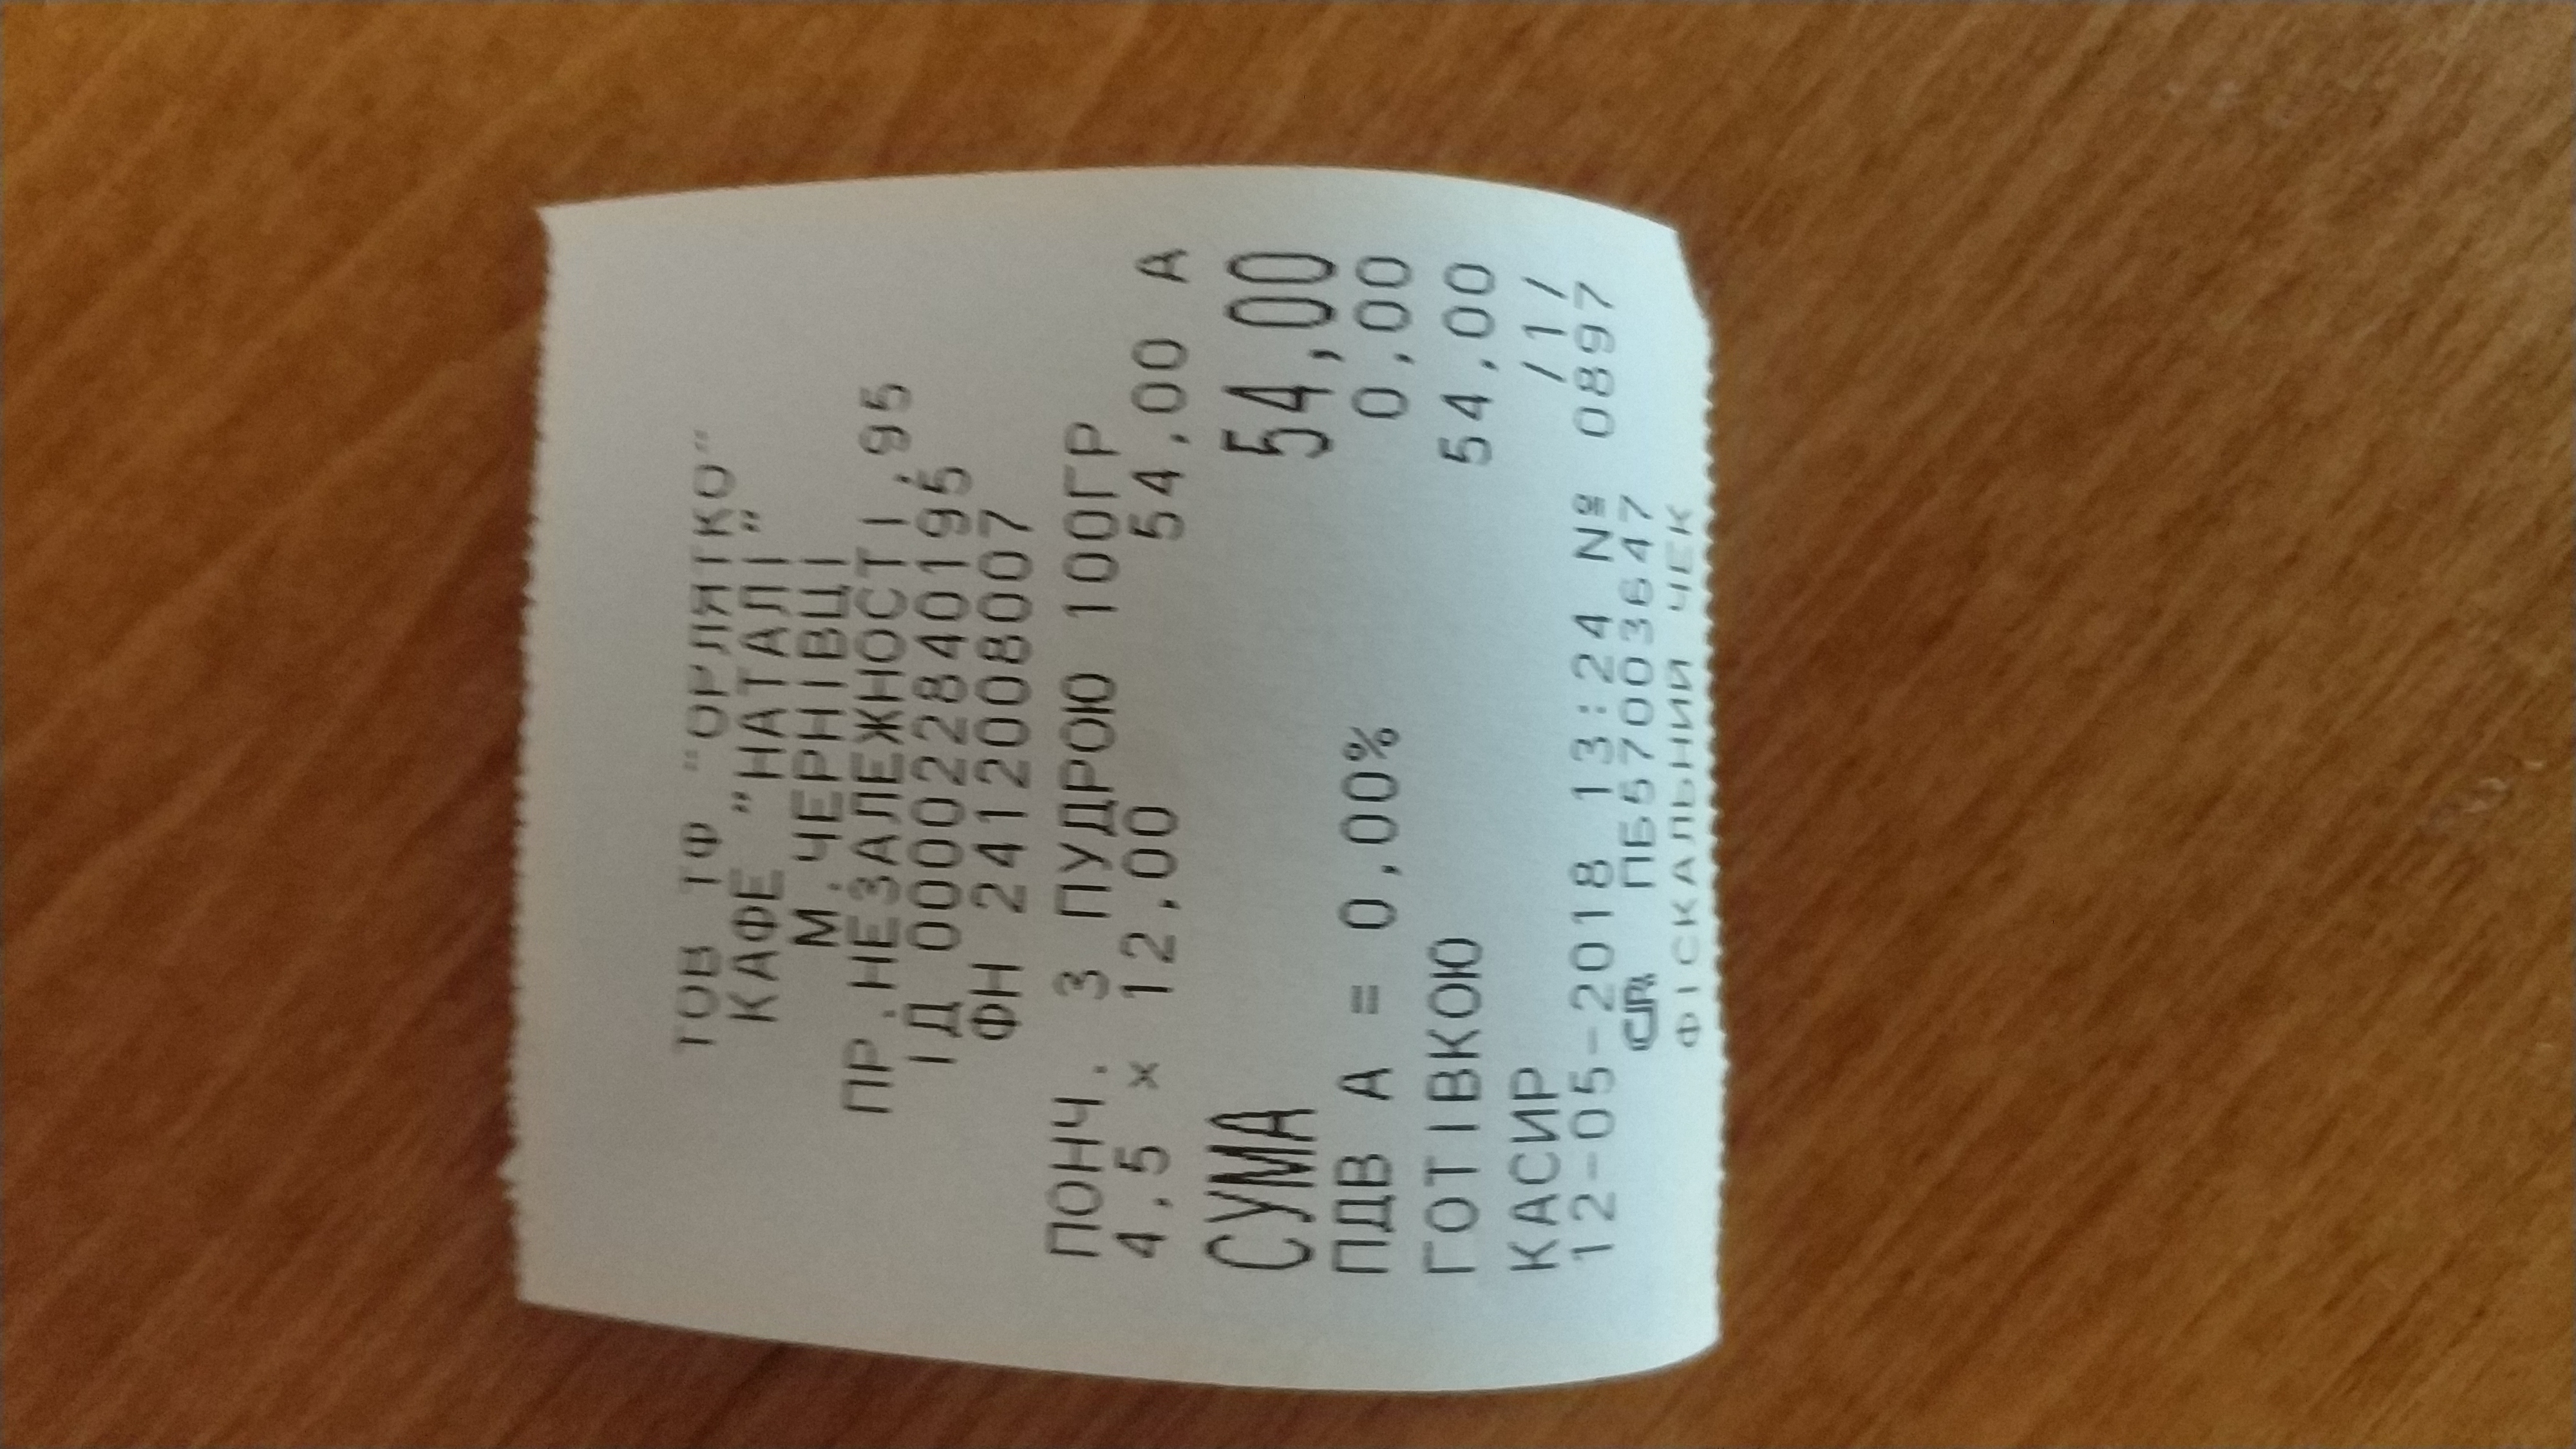 ТОВ ТФ "ОРЛЯТКО"
КАФЕ "НАТАЛІ"
М.ЧЕРНІВЦІ
ПР.НЕЗАЛЕЖНОСТІ,95
ІД 000022840195
ФН 2412008007
ПОНЧ. З ПУДРОЮ 100ГР
4,5 x 12,00 54,00 А
СУМА 54,00
ПДВ А = 0,00% 0,00
ГОТІВКОЮ 54,00
КАСИР /1/
12-05-2018 13:24 № 0897
ПБ5700З647
ФІСКАЛЬНИЙ ЧЕК